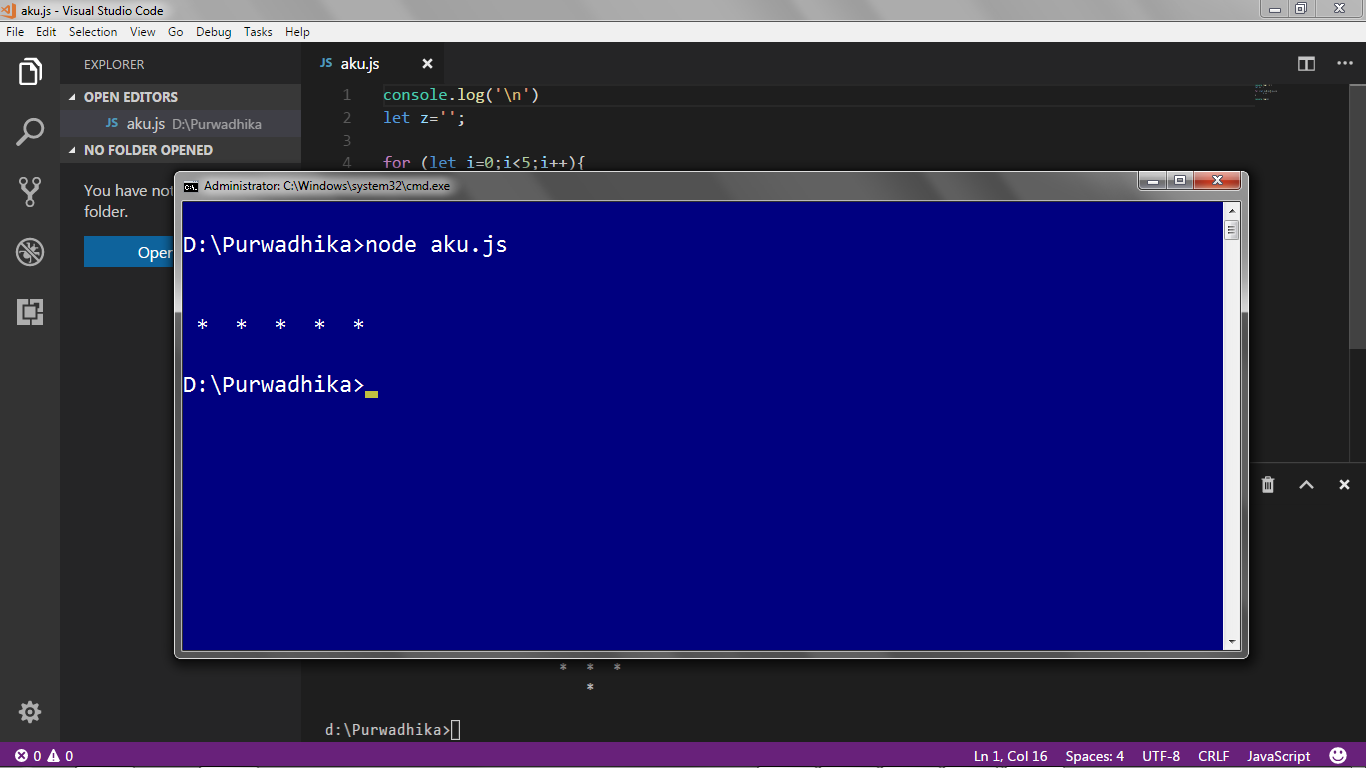 aku.js - Visual Studio Code
File Edit Selection View Go Debug Tasks Help
EXPLORER
OPEN EDITORS
JS aku.js D:\Purwadhika
NO FOLDER OPENED
You have not
folder.
Open
JS aku.js
1 console.log('\n')
2 let z='';
3
4 for (let i=0;i<5;i++){
Administrator: C:\Windows\system32\cmd.exe
D:\Purwadhika>node aku.js
* * * * *
D:\Purwadhika>
* * *
*
d:\Purwadhika>
0 0
Ln 1, Col 16 Spaces: 4 UTF-8 CRLF JavaScript